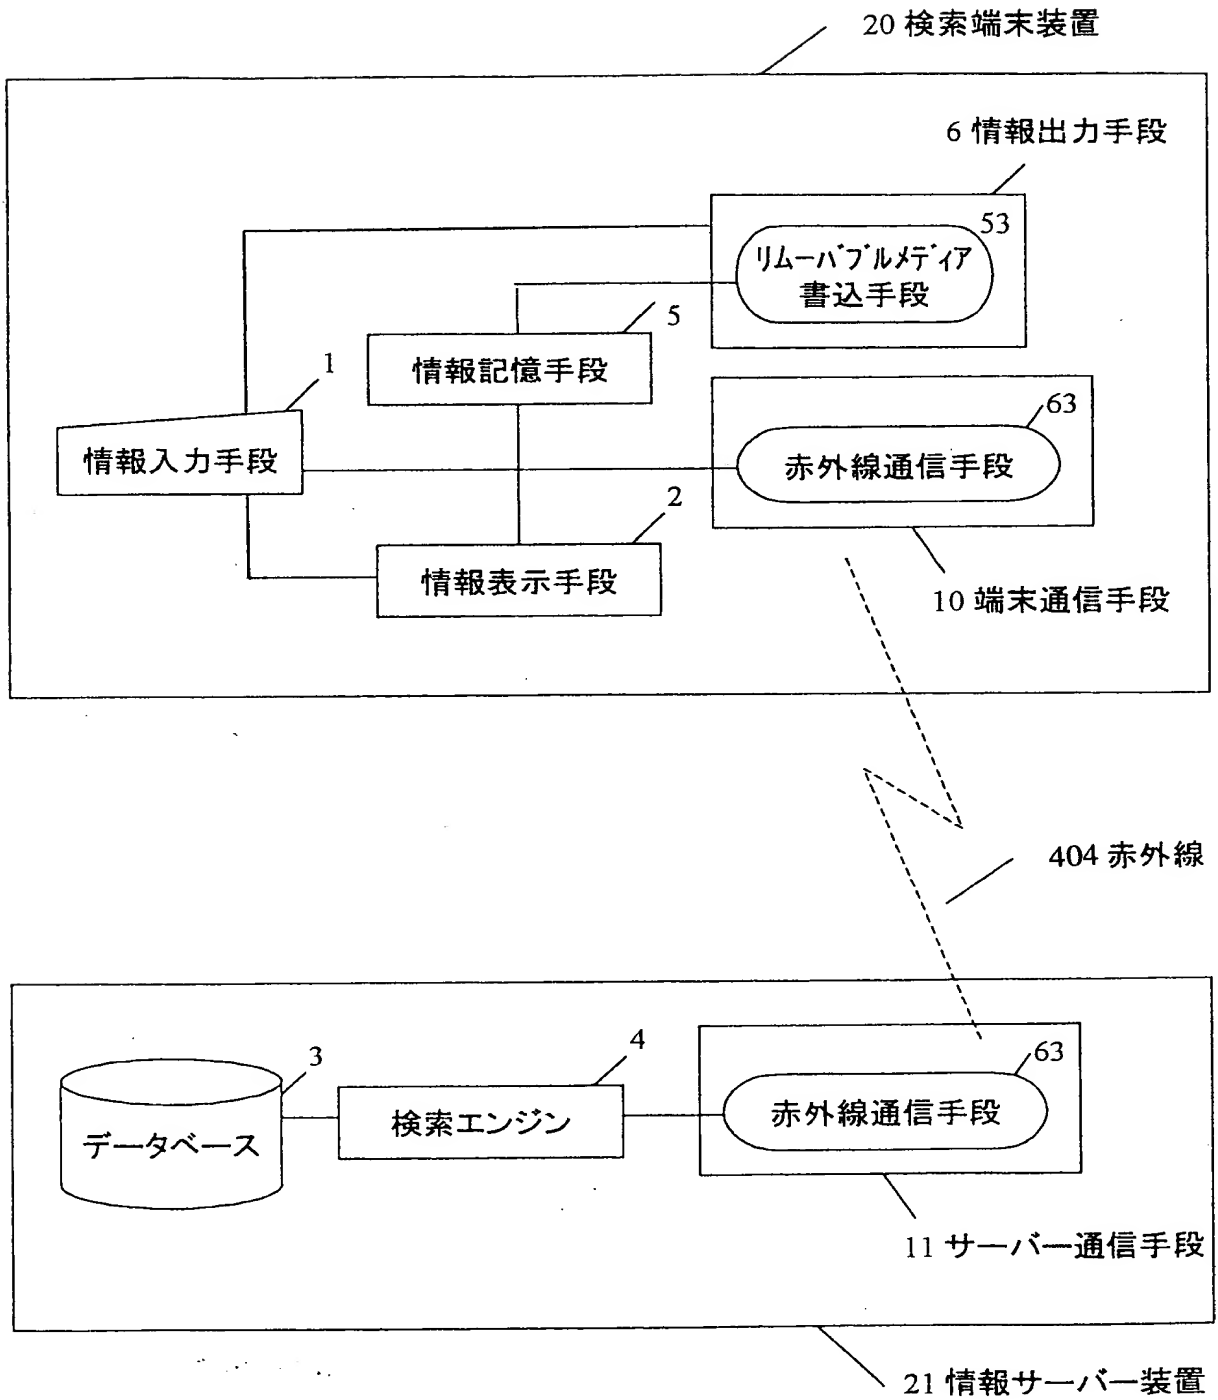 20 検索端末装置
6 情報出力手段
53
リムーバブルメディア
書込手段
5
情報記憶手段
1
情報入力手段
63
赤外線通信手段
2
情報表示手段
10 端末通信手段
404 赤外線
3
データベース
4
検索エンジン
63
赤外線通信手段
11 サーバー通信手段
21 情報サーバー装置